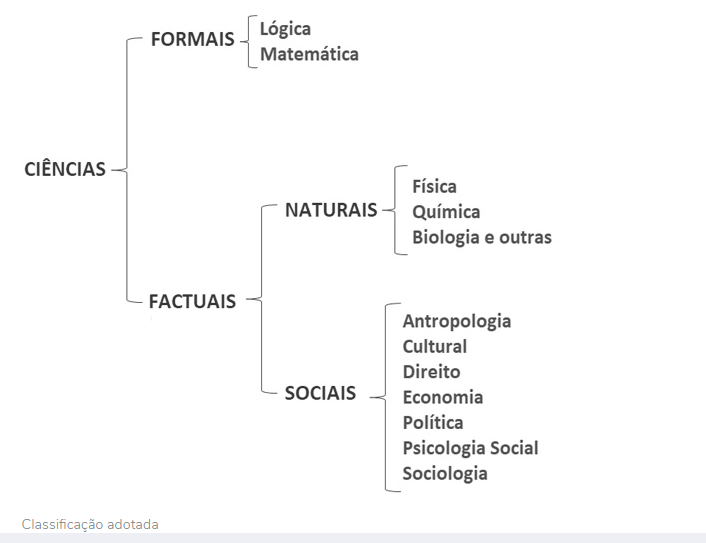 FORMAIS
Lógica
Matemática
CIÊNCIAS
NATURAIS
Física
Química
Biologia e outras
FACTUAIS
SOCIAIS
Antropologia
Cultural
Direito
Economia
Política
Psicologia Social
Sociologia
Classificação adotada